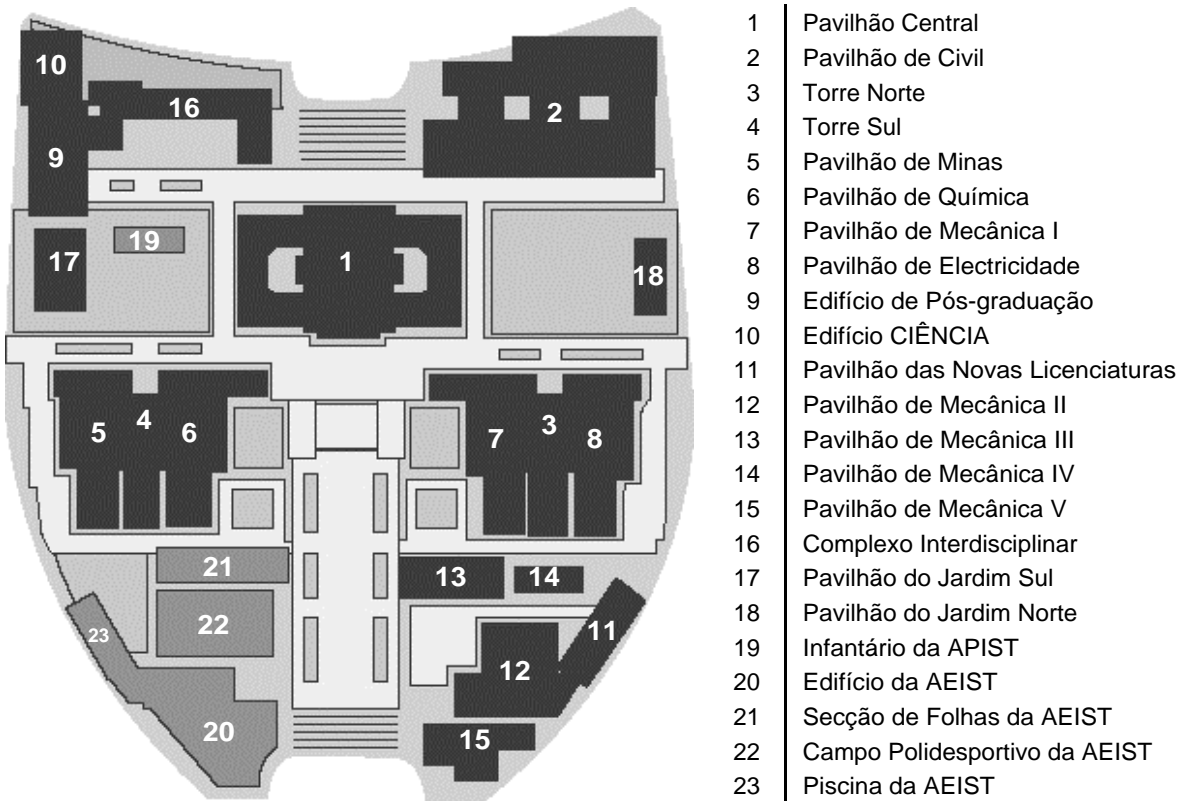 10
16
2
9
19
17
1
18
5
4
6
7
3
8
21
13
14
22
23
11
12
20
15
1 Pavilhão Central
2 Pavilhão de Civil
3 Torre Norte
4 Torre Sul
5 Pavilhão de Minas
6 Pavilhão de Química
7 Pavilhão de Mecânica I
8 Pavilhão de Electricidade
9 Edifício de Pós-graduação
10 Edifício CIÊNCIA
11 Pavilhão das Novas Licenciaturas
12 Pavilhão de Mecânica II
13 Pavilhão de Mecânica III
14 Pavilhão de Mecânica IV
15 Pavilhão de Mecânica V
16 Complexo Interdisciplinar
17 Pavilhão do Jardim Sul
18 Pavilhão do Jardim Norte
19 Infantário da APIST
20 Edifício da AEIST
21 Secção de Folhas da AEIST
22 Campo Polidesportivo da AEIST
23 Piscina da AEIST